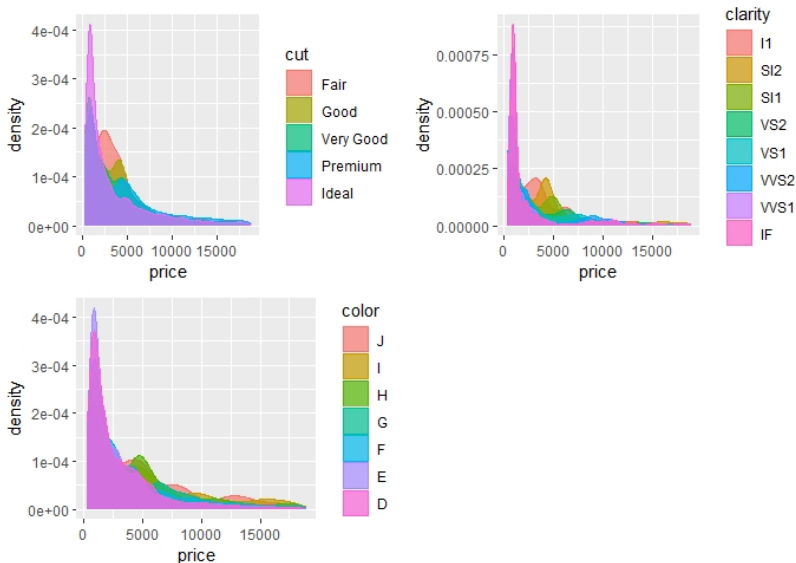 cut
4e-04
3e-04
2e-04
1e-04
0e+00
density
0 5000 10000 15000
price
Fair
Good
Very Good
Premium
Ideal
clarity
0.00075
0.00050
0.00025
0.00000
density
0 5000 10000 15000
price
I1
SI2
SI1
VS2
VS1
VVS2
VVS1
IF
color
4e-04
3e-04
2e-04
1e-04
0e+00
density
0 5000 10000 15000
price
J
I
H
G
F
E
D